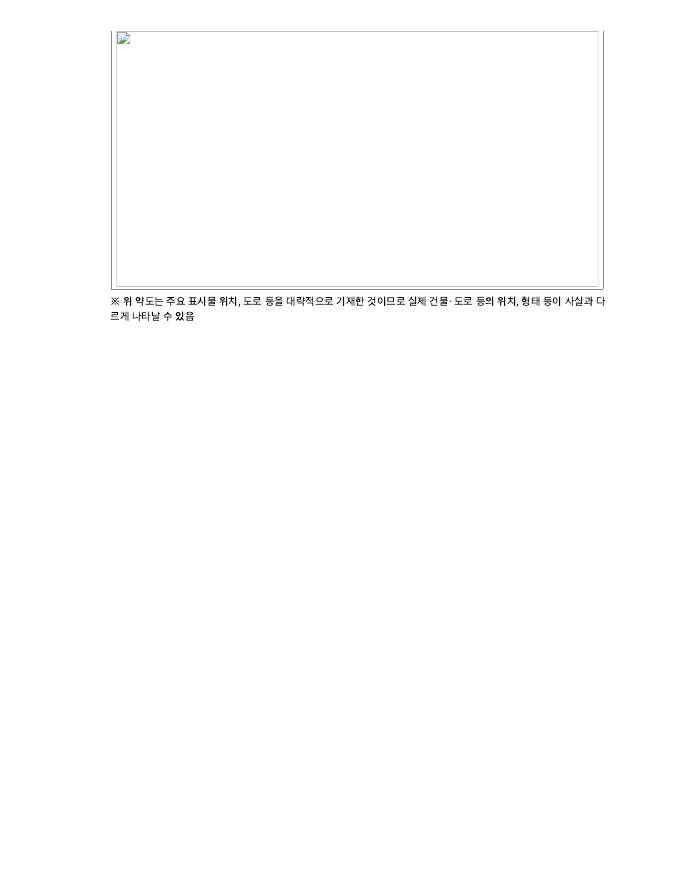 ※ 위 약도는 주요 표시물 위치, 도로 등을 대략적으로 기재한 것이므로 실제 건물·도로 등의 위치, 형태 등이 사실과 다
르게 나타날 수 있음